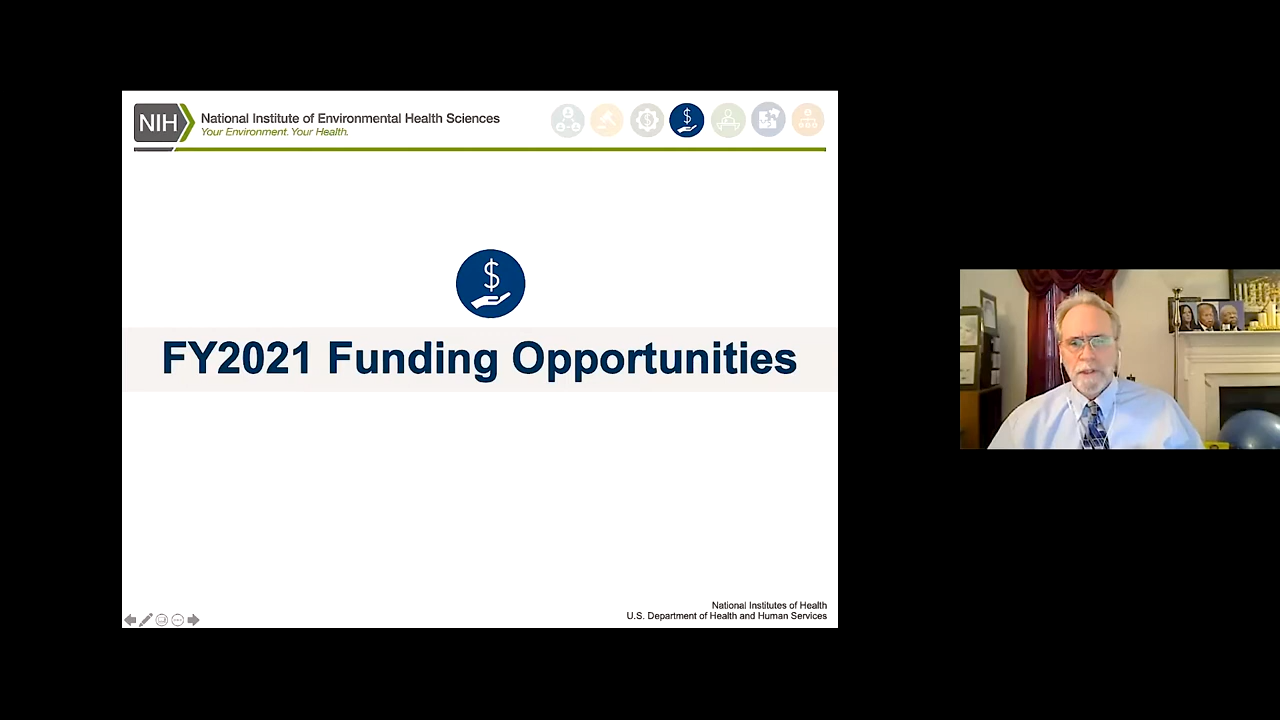 NIH
National Institute of Environmental Health Sciences
Your Environment. Your Health.
$
$
$
FY2021 Funding Opportunities
National Institutes of Health
U.S. Department of Health and Human Services